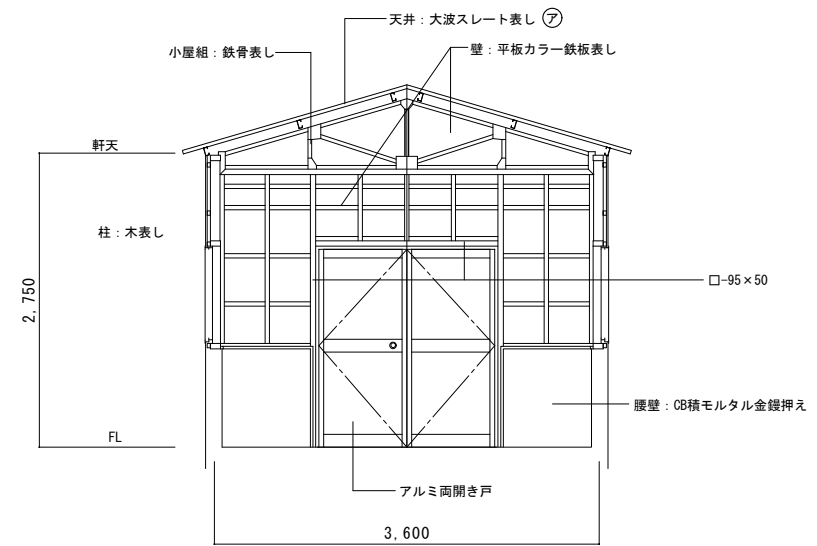 天井：大波スレート表し ㋐
小屋組：鉄骨表し
壁：平板カラー鉄板表し
軒天
柱：木表し
2,750
□-95×50
腰壁：CB積モルタル金鏝押え
FL
アルミ両開き戸
3,600